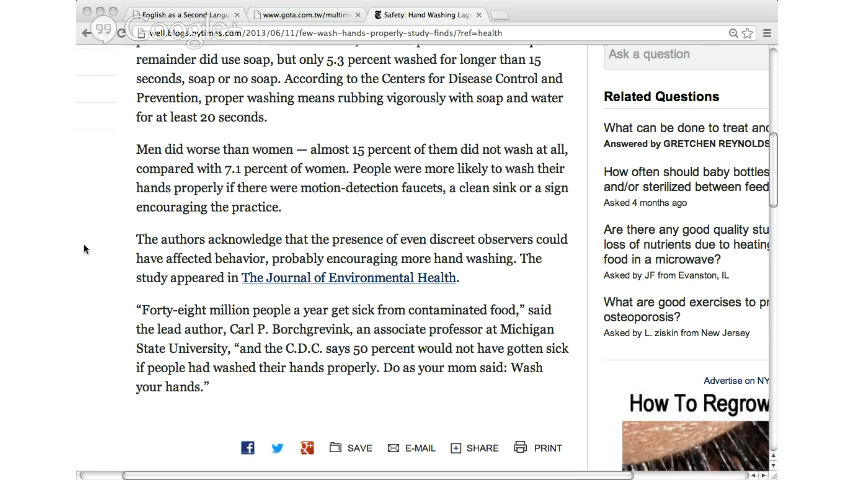 English as a Second Langu
www.gota.com.tw/multim
Safety: Hand Washing Lag
Google+
well.blogs.nytimes.com/2013/06/11/few-wash-hands-properly-study-finds/?ref=health
remainder did use soap, but only 5.3 percent washed for longer than 15
seconds, soap or no soap. According to the Centers for Disease Control and
Prevention, proper washing means rubbing vigorously with soap and water
for at least 20 seconds.
Men did worse than women — almost 15 percent of them did not wash at all,
compared with 7.1 percent of women. People were more likely to wash their
hands properly if there were motion-detection faucets, a clean sink or a sign
encouraging the practice.
The authors acknowledge that the presence of even discreet observers could
have affected behavior, probably encouraging more hand washing. The
study appeared in The Journal of Environmental Health.
“Forty-eight million people a year get sick from contaminated food,” said
the lead author, Carl P. Borchgrevink, an associate professor at Michigan
State University, “and the C.D.C. says 50 percent would not have gotten sick
if people had washed their hands properly. Do as your mom said: Wash
your hands.”
SAVE
E-MAIL
SHARE
PRINT
Ask a question
Related Questions
What can be done to treat and
Answered by GRETCHEN REYNOLDS
How often should baby bottles
and/or sterilized between feed
Asked 4 months ago
Are there any good quality stu
loss of nutrients due to heating
food in a microwave?
Asked by JF from Evanston, IL
What are good exercises to pr
osteoporosis?
Asked by L. ziskin from New Jersey
Advertise on NY
How To Regrow